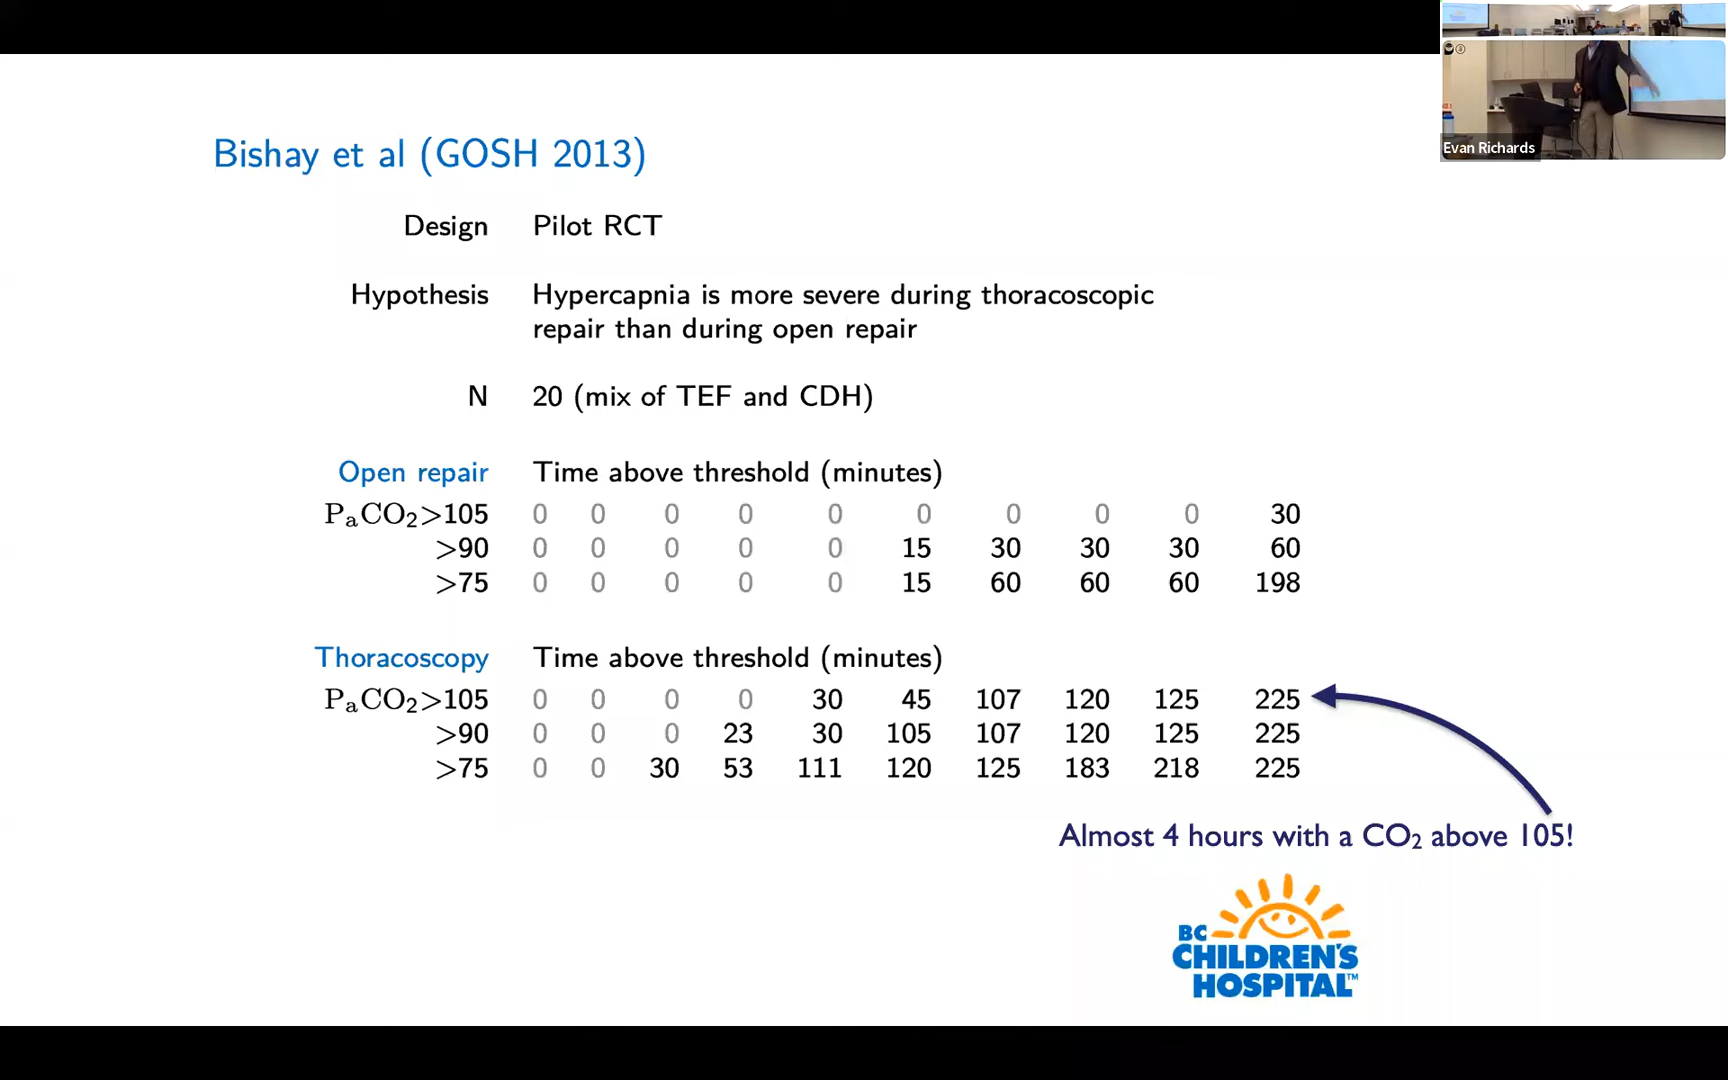 Evan Richards
Bishay et al (GOSH 2013)
Design Pilot RCT
Hypothesis Hypercapnia is more severe during thoracoscopic
repair than during open repair
N 20 (mix of TEF and CDH)
Open repair Time above threshold (minutes)
PaCO₂>105 0 0 0 0 0 0 0 0 0 30
>90 0 0 0 0 0 15 30 30 30 60
>75 0 0 0 0 0 15 60 60 60 198
Thoracoscopy Time above threshold (minutes)
PaCO₂>105 0 0 0 0 30 45 107 120 125 225
>90 0 0 0 23 30 105 107 120 125 225
>75 0 0 30 53 111 120 125 183 218 225
Almost 4 hours with a CO₂ above 105!
BC
CHILDREN'S
HOSPITAL™